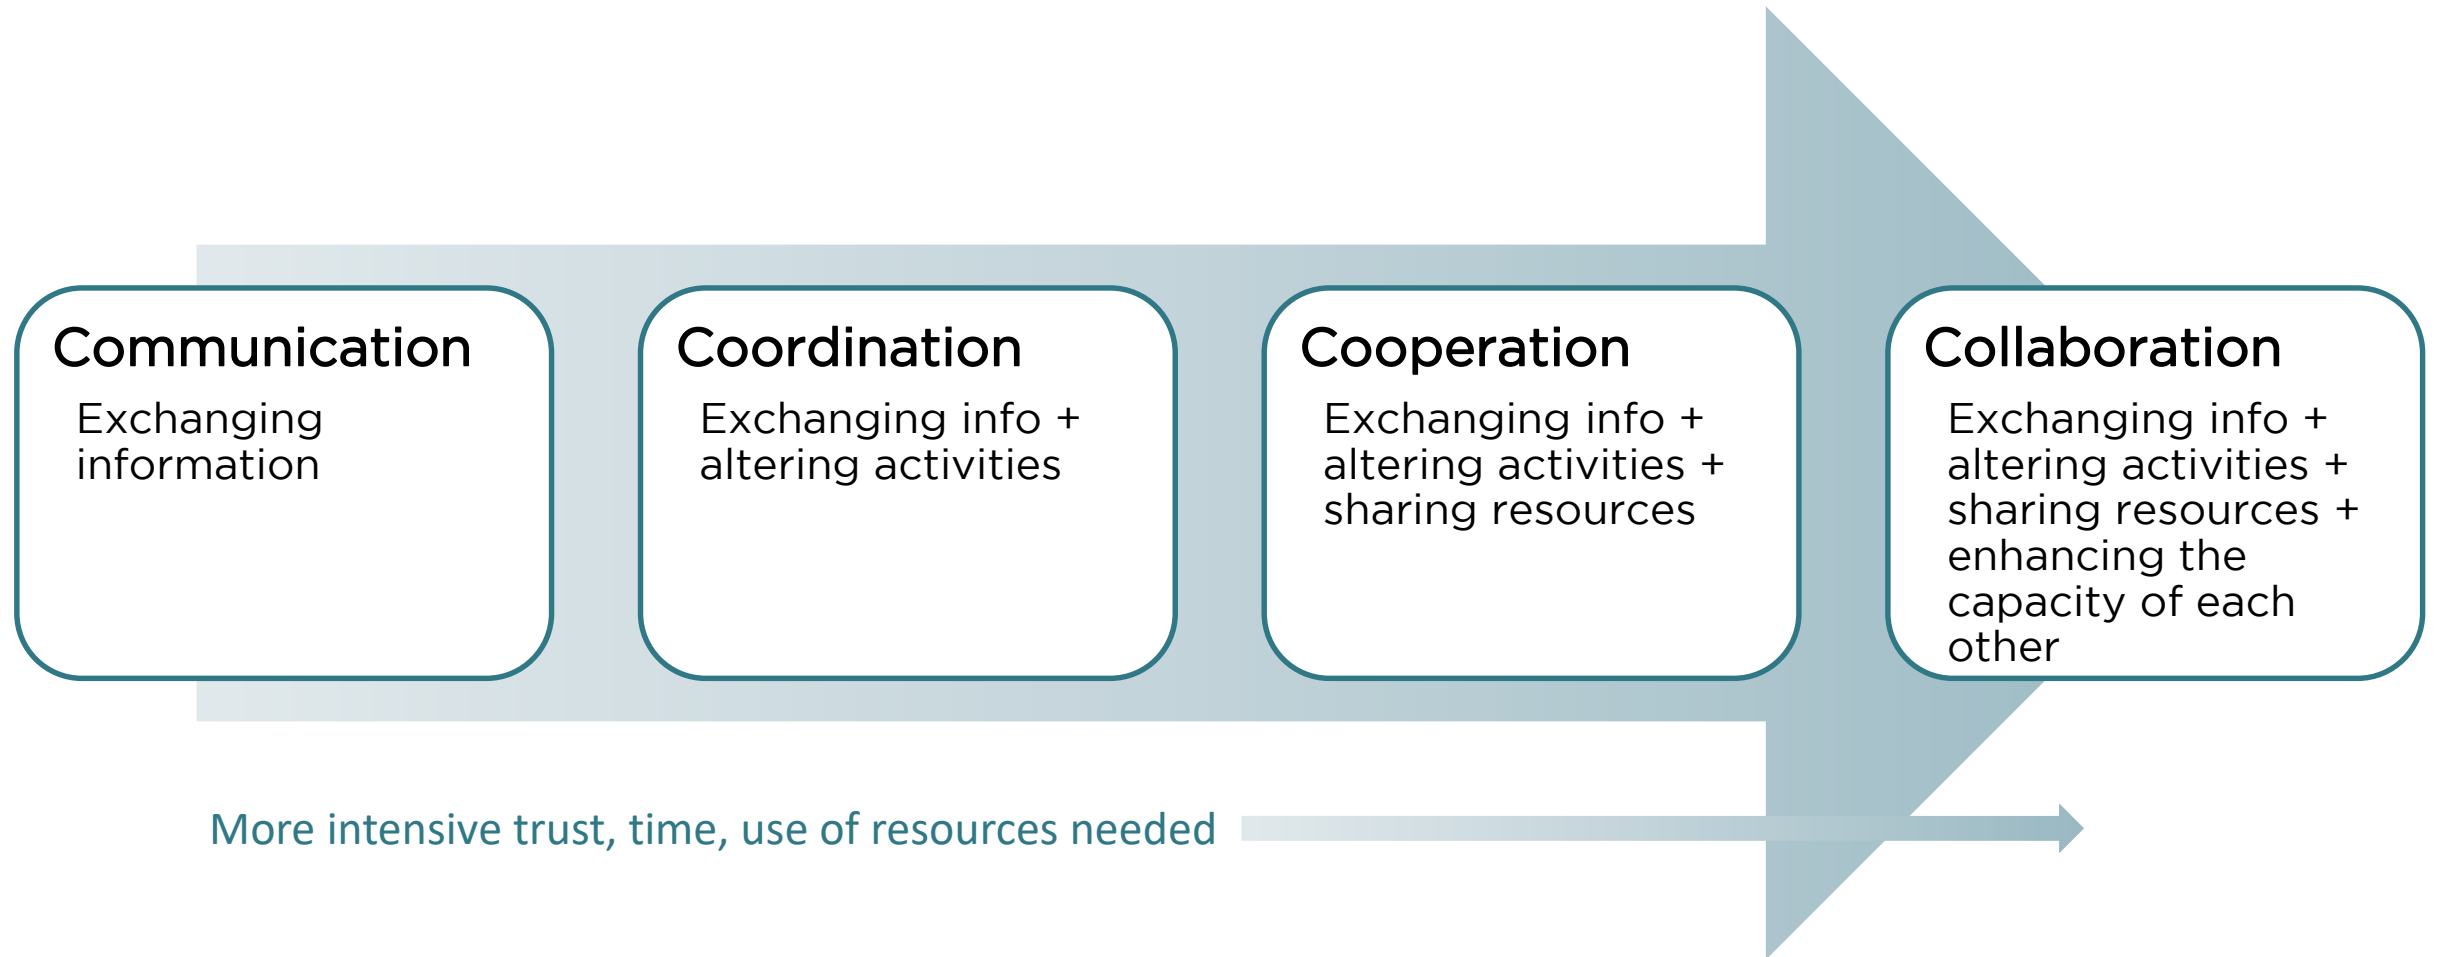 Communication
Exchanging
information
Coordination
Exchanging info +
altering activities
Cooperation
Exchanging info +
altering activities +
sharing resources
Collaboration
Exchanging info +
altering activities +
sharing resources +
enhancing the
capacity of each
other
More intensive trust, time, use of resources needed